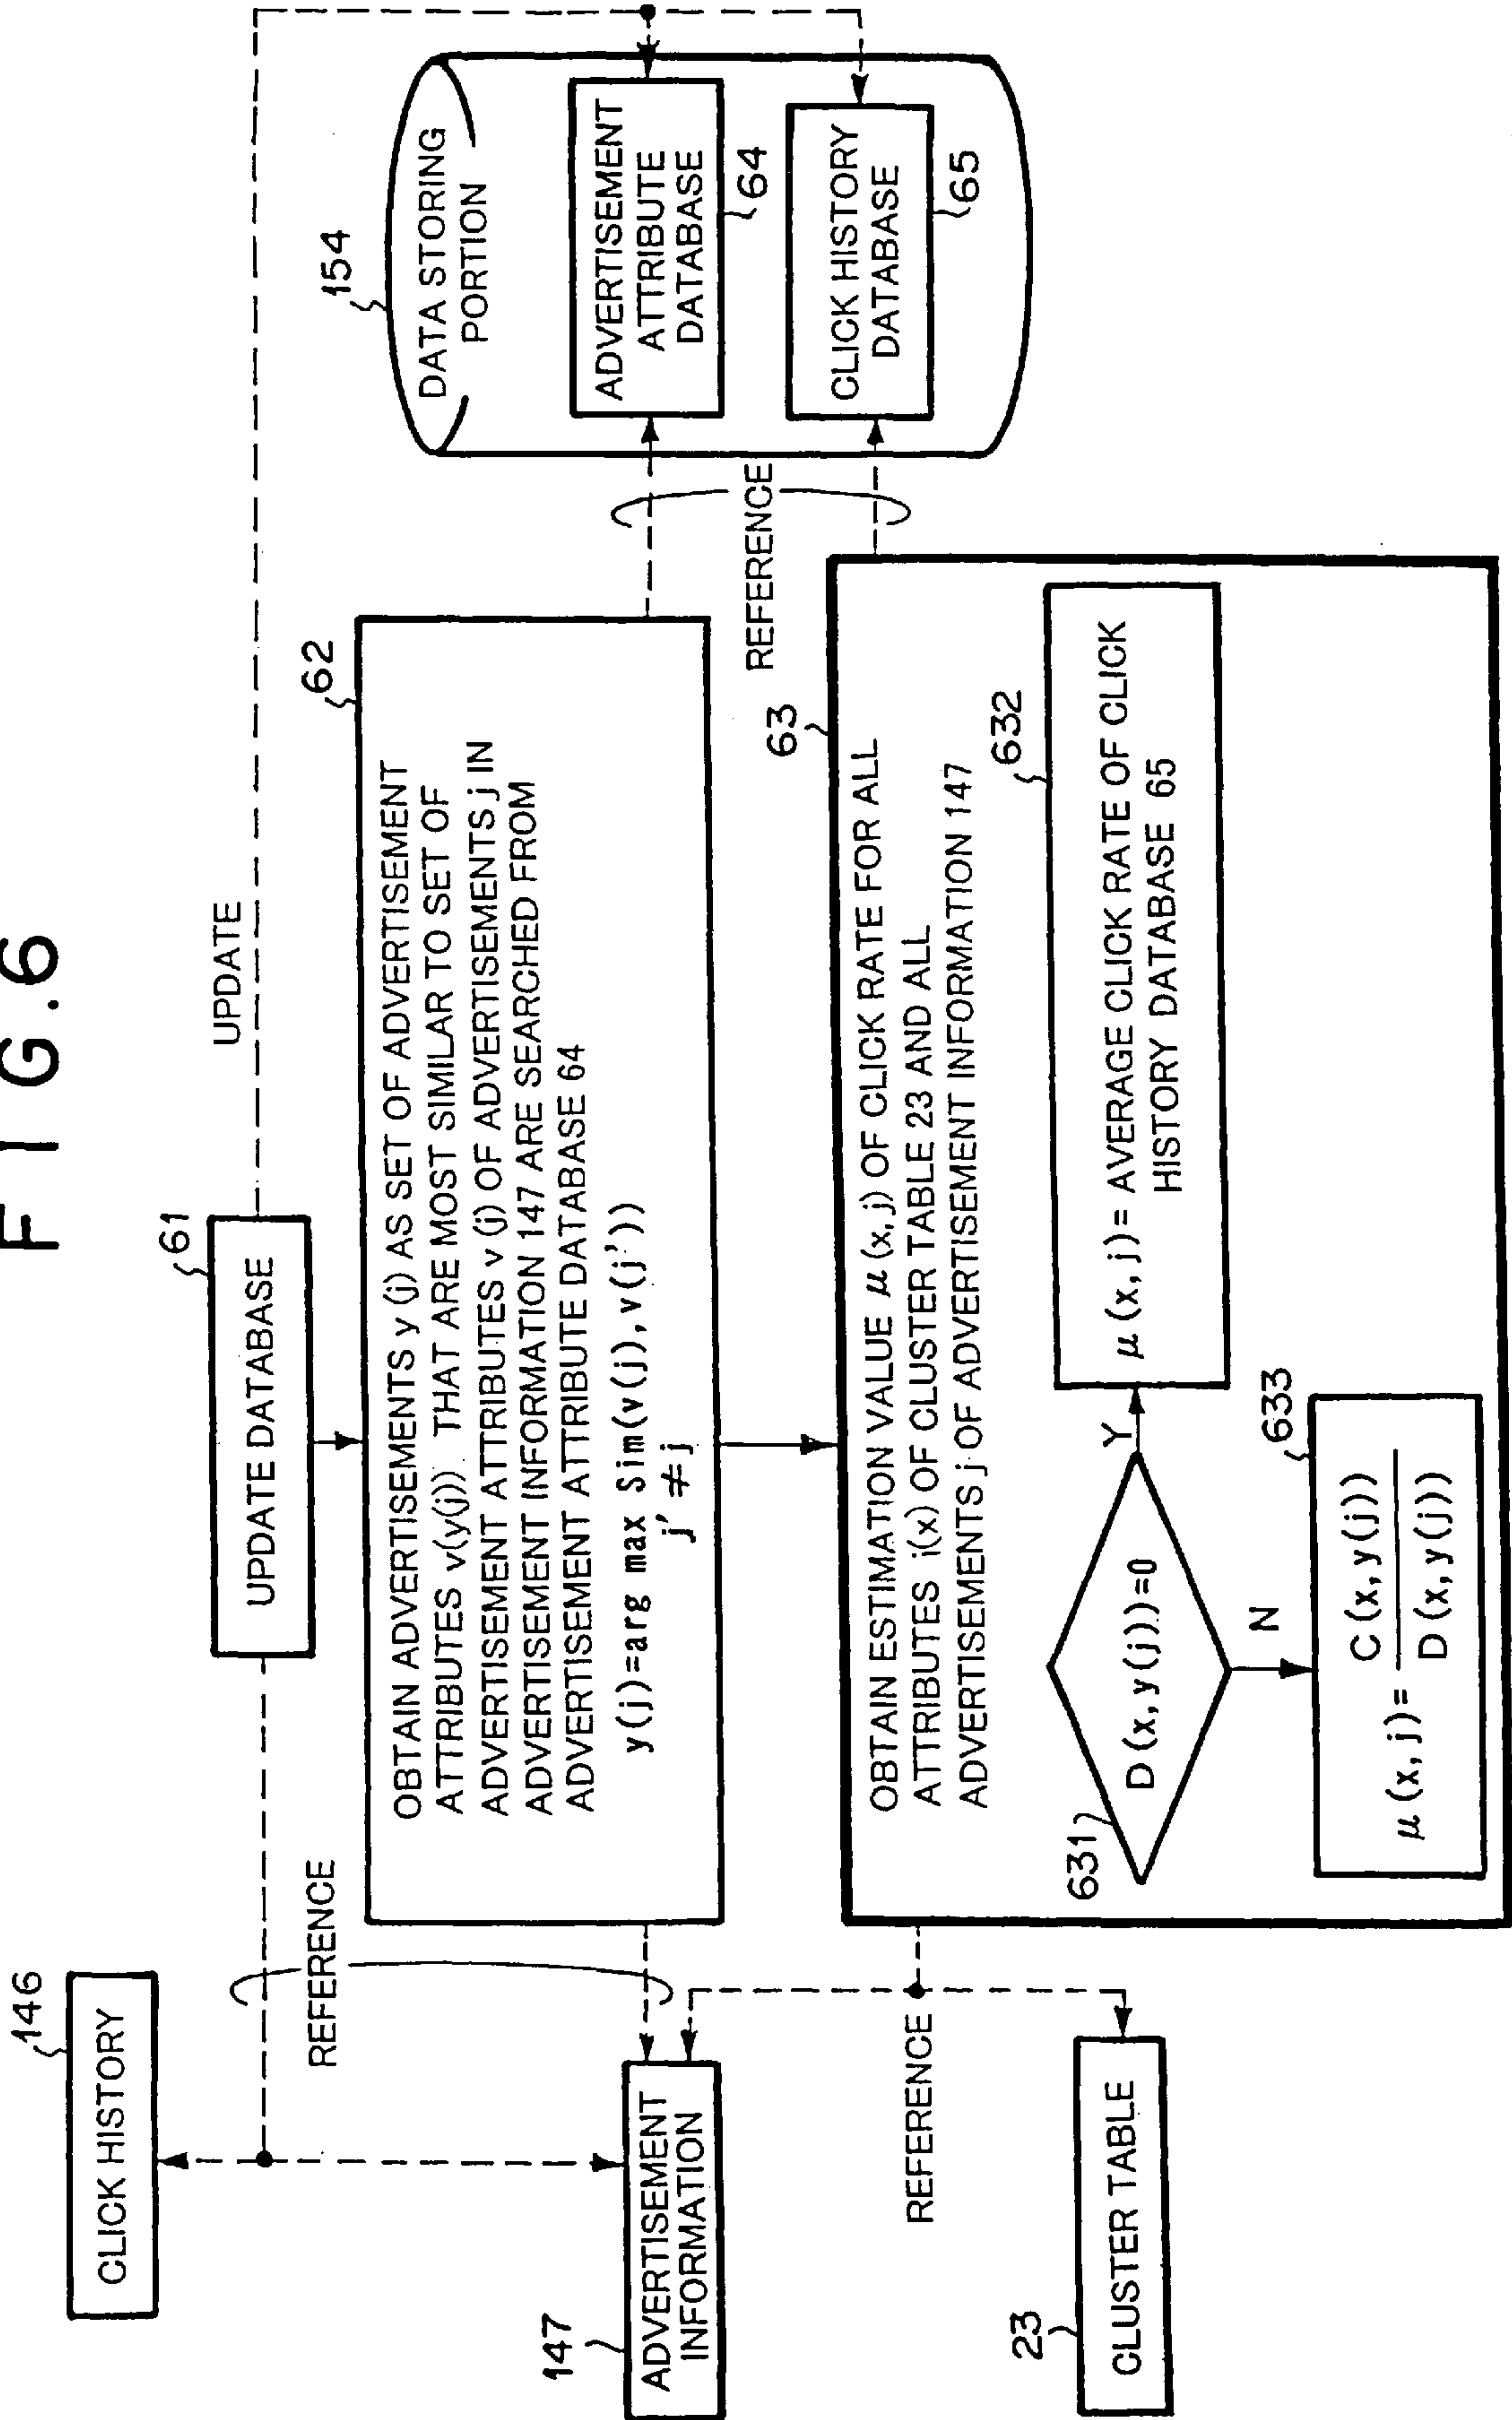 FIG.6
146
CLICK HISTORY
REFERENCE
147
ADVERTISEMENT
INFORMATION
REFERENCE
23
CLUSTER TABLE
61
UPDATE DATABASE
UPDATE
62
OBTAIN ADVERTISEMENTS y (j) AS SET OF ADVERTISEMENT
ATTRIBUTES v(y(j)) THAT ARE MOST SIMILAR TO SET OF
ADVERTISEMENT ATTRIBUTES v (j) OF ADVERTISEMENTS j IN
ADVERTISEMENT INFORMATION 147 ARE SEARCHED FROM
ADVERTISEMENT ATTRIBUTE DATABASE 64
y(j)=arg max Sim(v(j),v(j'))
j'≠j
63
OBTAIN ESTIMATION VALUE μ (x, j) OF CLICK RATE FOR ALL
ATTRIBUTES i(x) OF CLUSTER TABLE 23 AND ALL
ADVERTISEMENTS j OF ADVERTISEMENT INFORMATION 147
631
D(x,y(j))=0
Y
N
632
μ (x, j)= AVERAGE CLICK RATE OF CLICK
HISTORY DATABASE 65
633
μ (x, j)= C(x,y(j))
D(x,y(j))
REFERENCE
154
DATA STORING
PORTION
ADVERTISEMENT
ATTRIBUTE
DATABASE
64
CLICK HISTORY
DATABASE
65